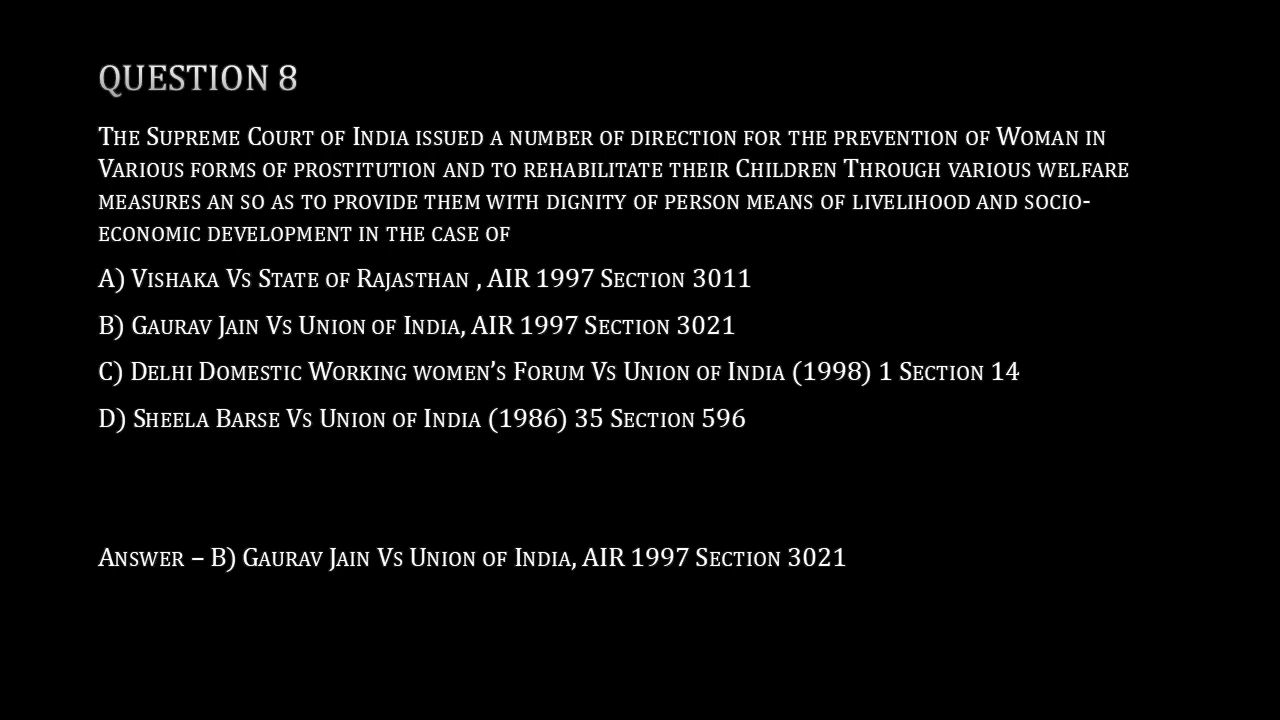 QUESTION 8
THE SUPREME COURT OF INDIA ISSUED A NUMBER OF DIRECTION FOR THE PREVENTION OF WOMAN IN
VARIOUS FORMS OF PROSTITUTION AND TO REHABILITATE THEIR CHILDREN THROUGH VARIOUS WELFARE
MEASURES AN SO AS TO PROVIDE THEM WITH DIGNITY OF PERSON MEANS OF LIVELIHOOD AND SOCIO-
ECONOMIC DEVELOPMENT IN THE CASE OF
A) VISHAKA VS STATE OF RAJASTHAN , AIR 1997 SECTION 3011
B) GAURAV JAIN VS UNION OF INDIA, AIR 1997 SECTION 3021
C) DELHI DOMESTIC WORKING WOMEN’S FORUM VS UNION OF INDIA (1998) 1 SECTION 14
D) SHEELA BARSE VS UNION OF INDIA (1986) 35 SECTION 596
ANSWER – B) GAURAV JAIN VS UNION OF INDIA, AIR 1997 SECTION 3021